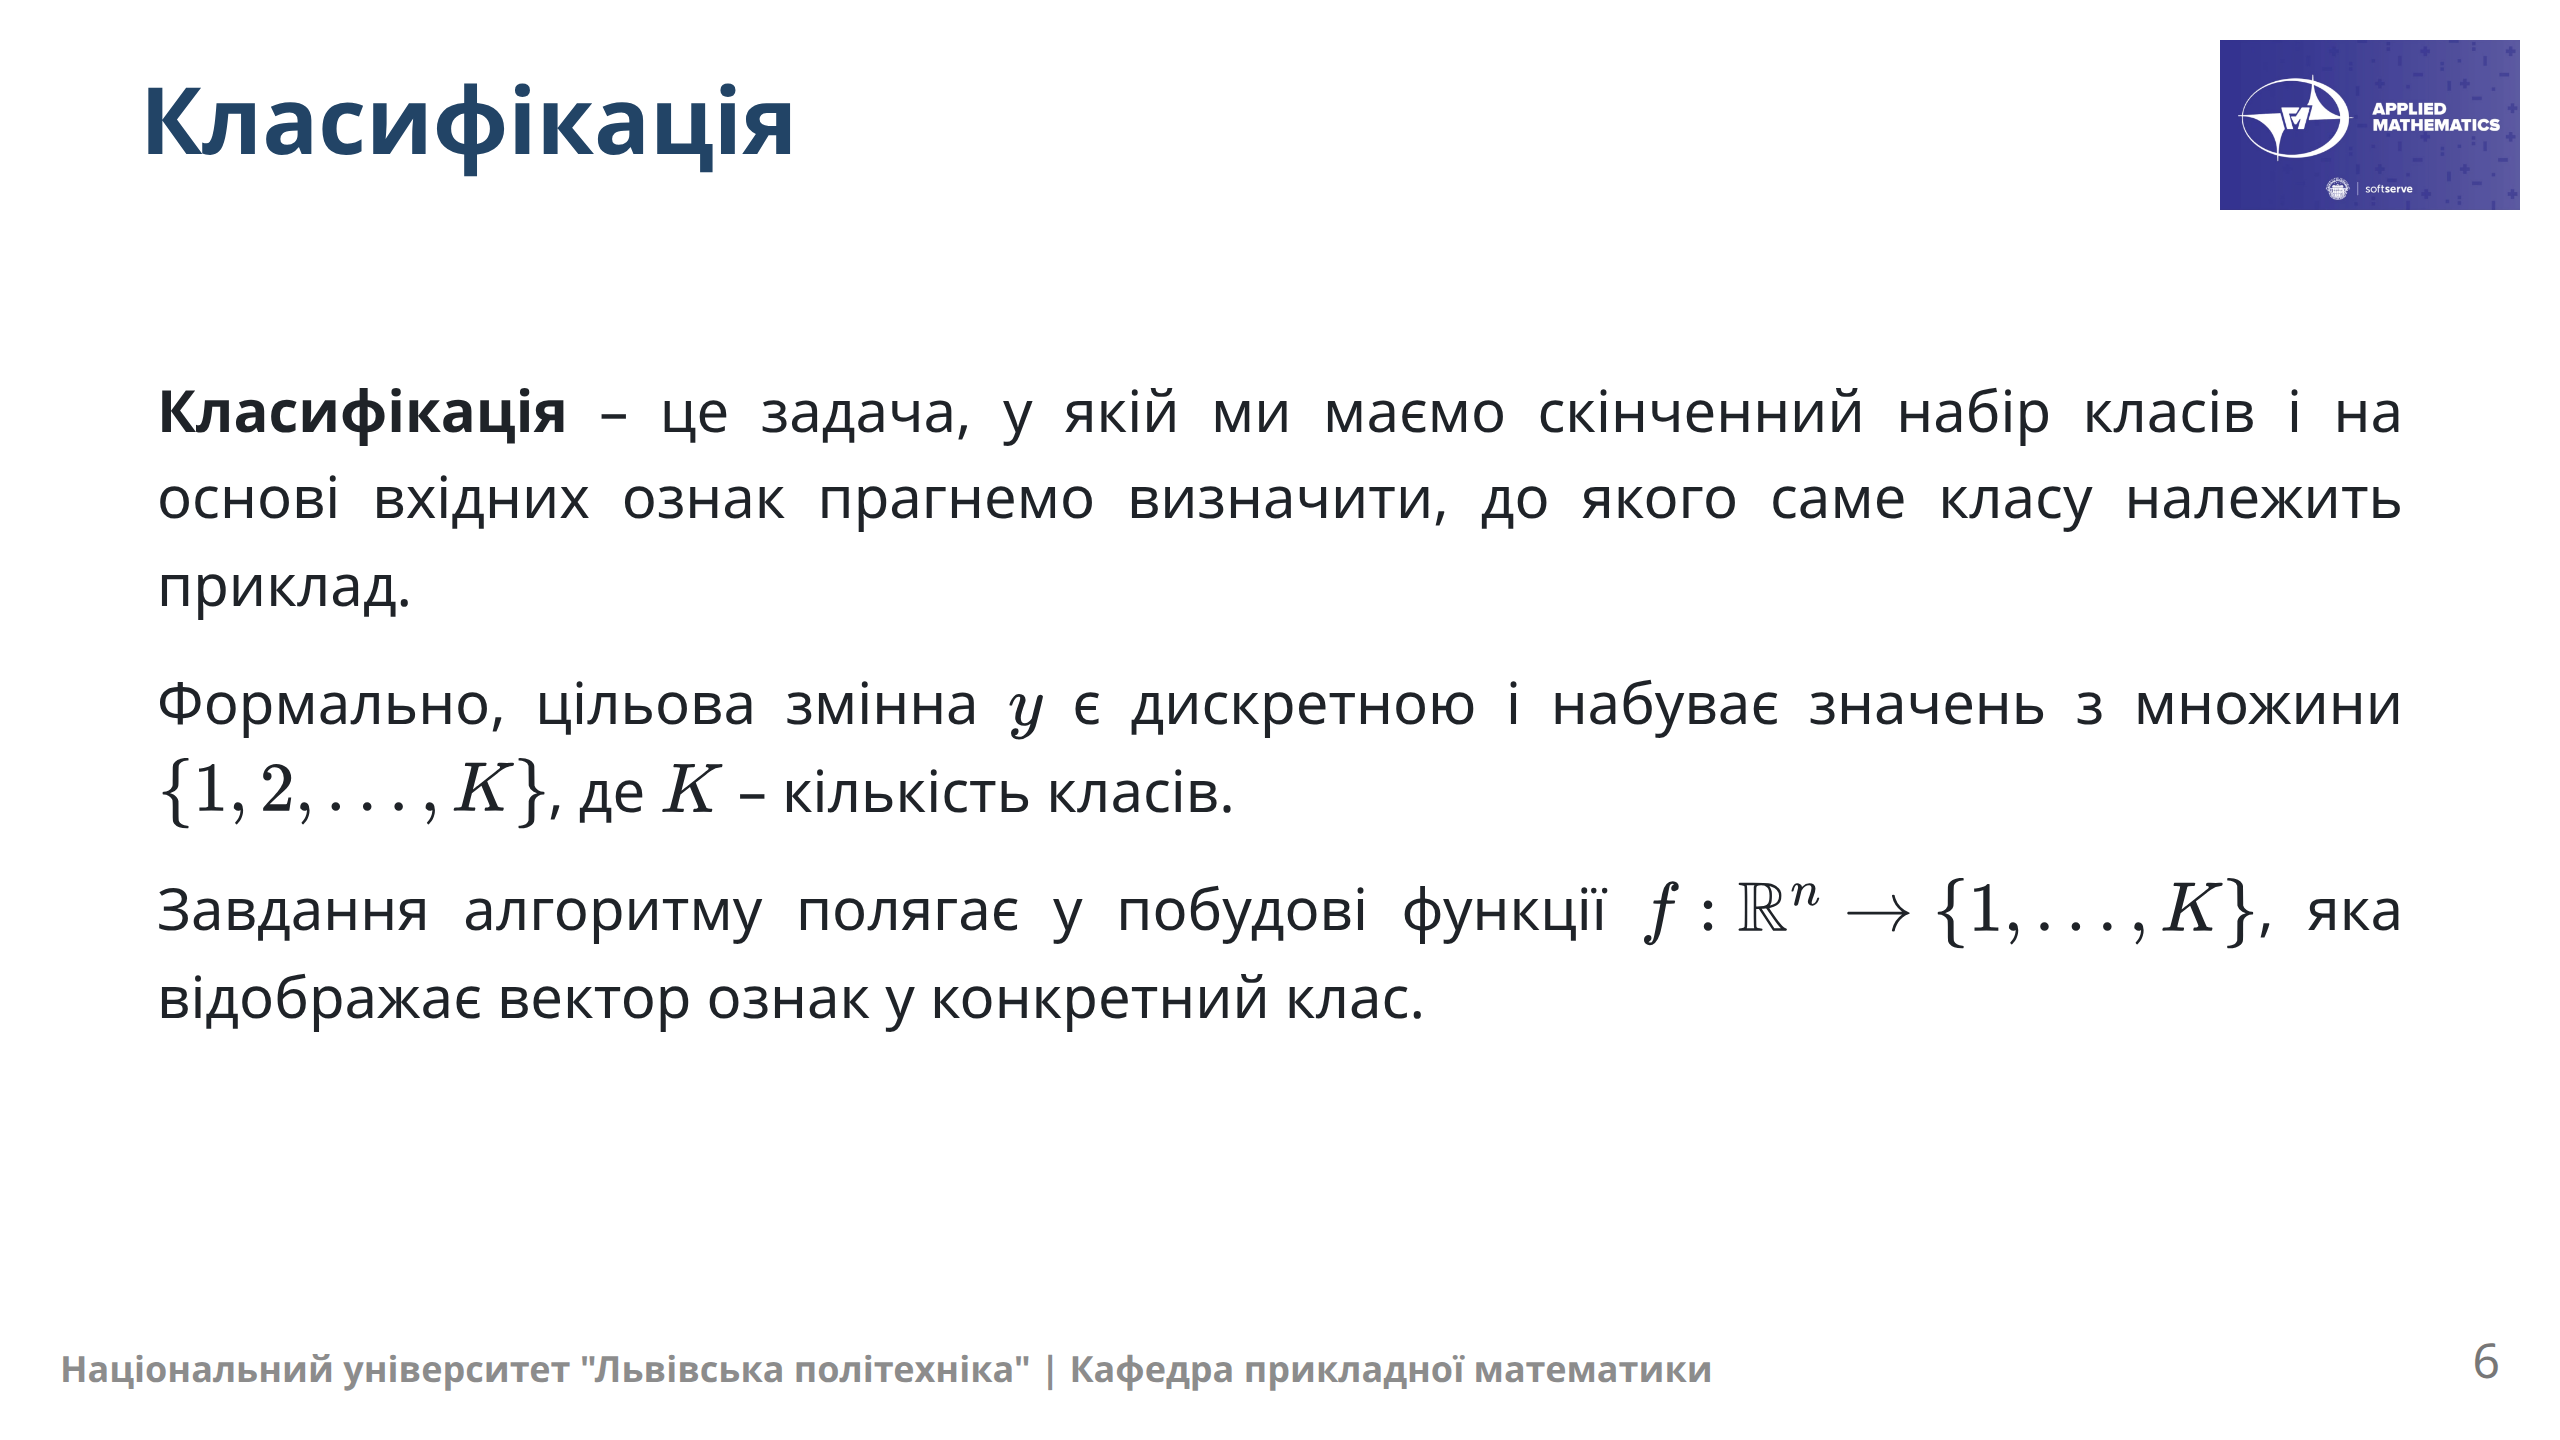 Класифікація
APPLIED
MATHEMATICS
softserve
Класифікація – це задача, у якій ми маємо скінченний набір класів і на
основі вхідних ознак прагнемо визначити, до якого саме класу належить
приклад.
Формально, цільова змінна y є дискретною і набуває значень з множини
{1, 2, . . . , K}, де K – кількість класів.
Завдання алгоритму полягає у побудові функції f : ℝⁿ → {1, . . . , K}, яка
відображає вектор ознак у конкретний клас.
Національний університет "Львівська політехніка" | Кафедра прикладної математики
6